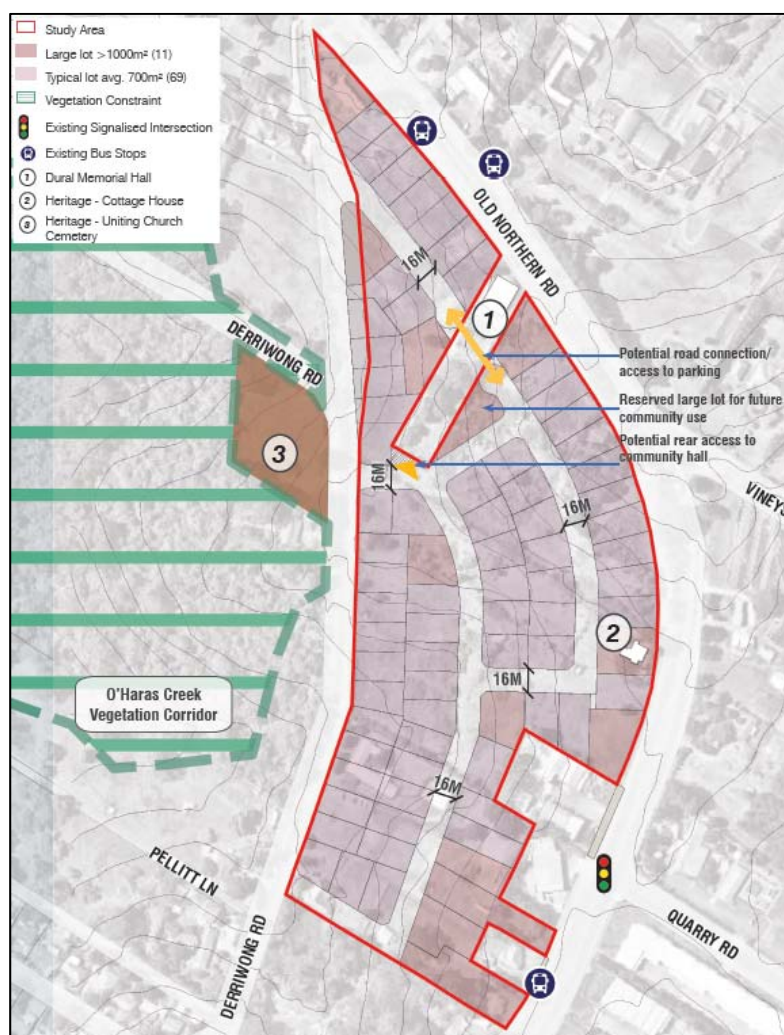 Study Area
Large lot >1000m² (11)
Typical lot avg. 700m² (69)
Vegetation Constraint
Existing Signalised Intersection
Existing Bus Stops
1 Dural Memorial Hall
2 Heritage - Cottage House
3 Heritage - Uniting Church
Cemetery
OLD NORTHERN RD
16M
1
DERRIWONG RD
Potential road connection/
access to parking
Reserved large lot for future
community use
Potential rear access to
community hall
3
16M
16M
VINEYS
2
O'Haras Creek
Vegetation Corridor
16M
16M
PELLITT LN
DERRIWONG RD
QUARRY RD